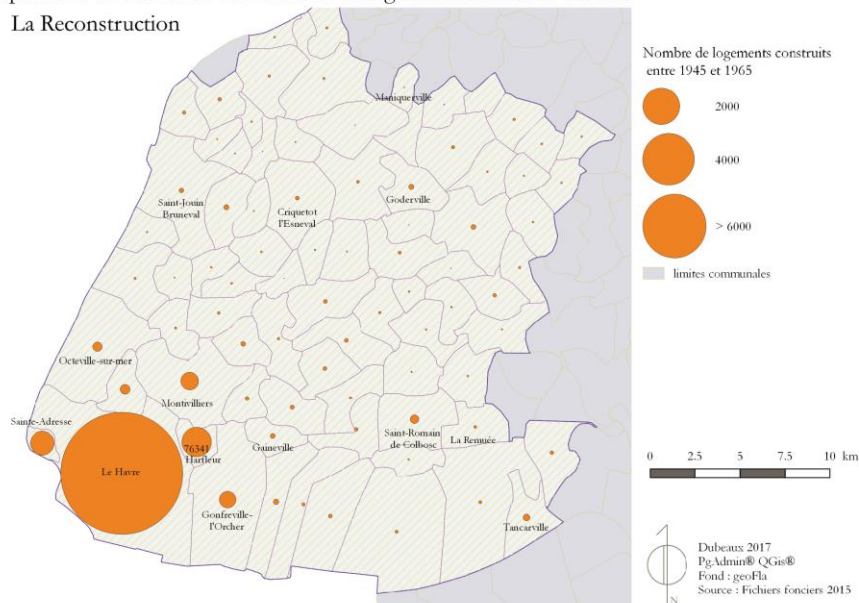 La Reconstruction
Nombre de logements construits
entre 1945 et 1965
2000
4000
> 6000
limites communales
Maniquerville
Saint-Jouin
Bruneval
Criquetot
l'Esneval
Goderville
Octeville-sur-mer
Montivilliers
Sainte-Adresse
76341
Harfleur
Gaineville
Saint-Romain
de Colbosc
La Remuée
Le Havre
Gonfreville-
l'Orcher
Tancarville
0 2.5 5 7.5 10 km
N
Dubeaux 2017
PgAdmin® QGis®
Fond : geoFla
Source : Fichiers fonciers 2015